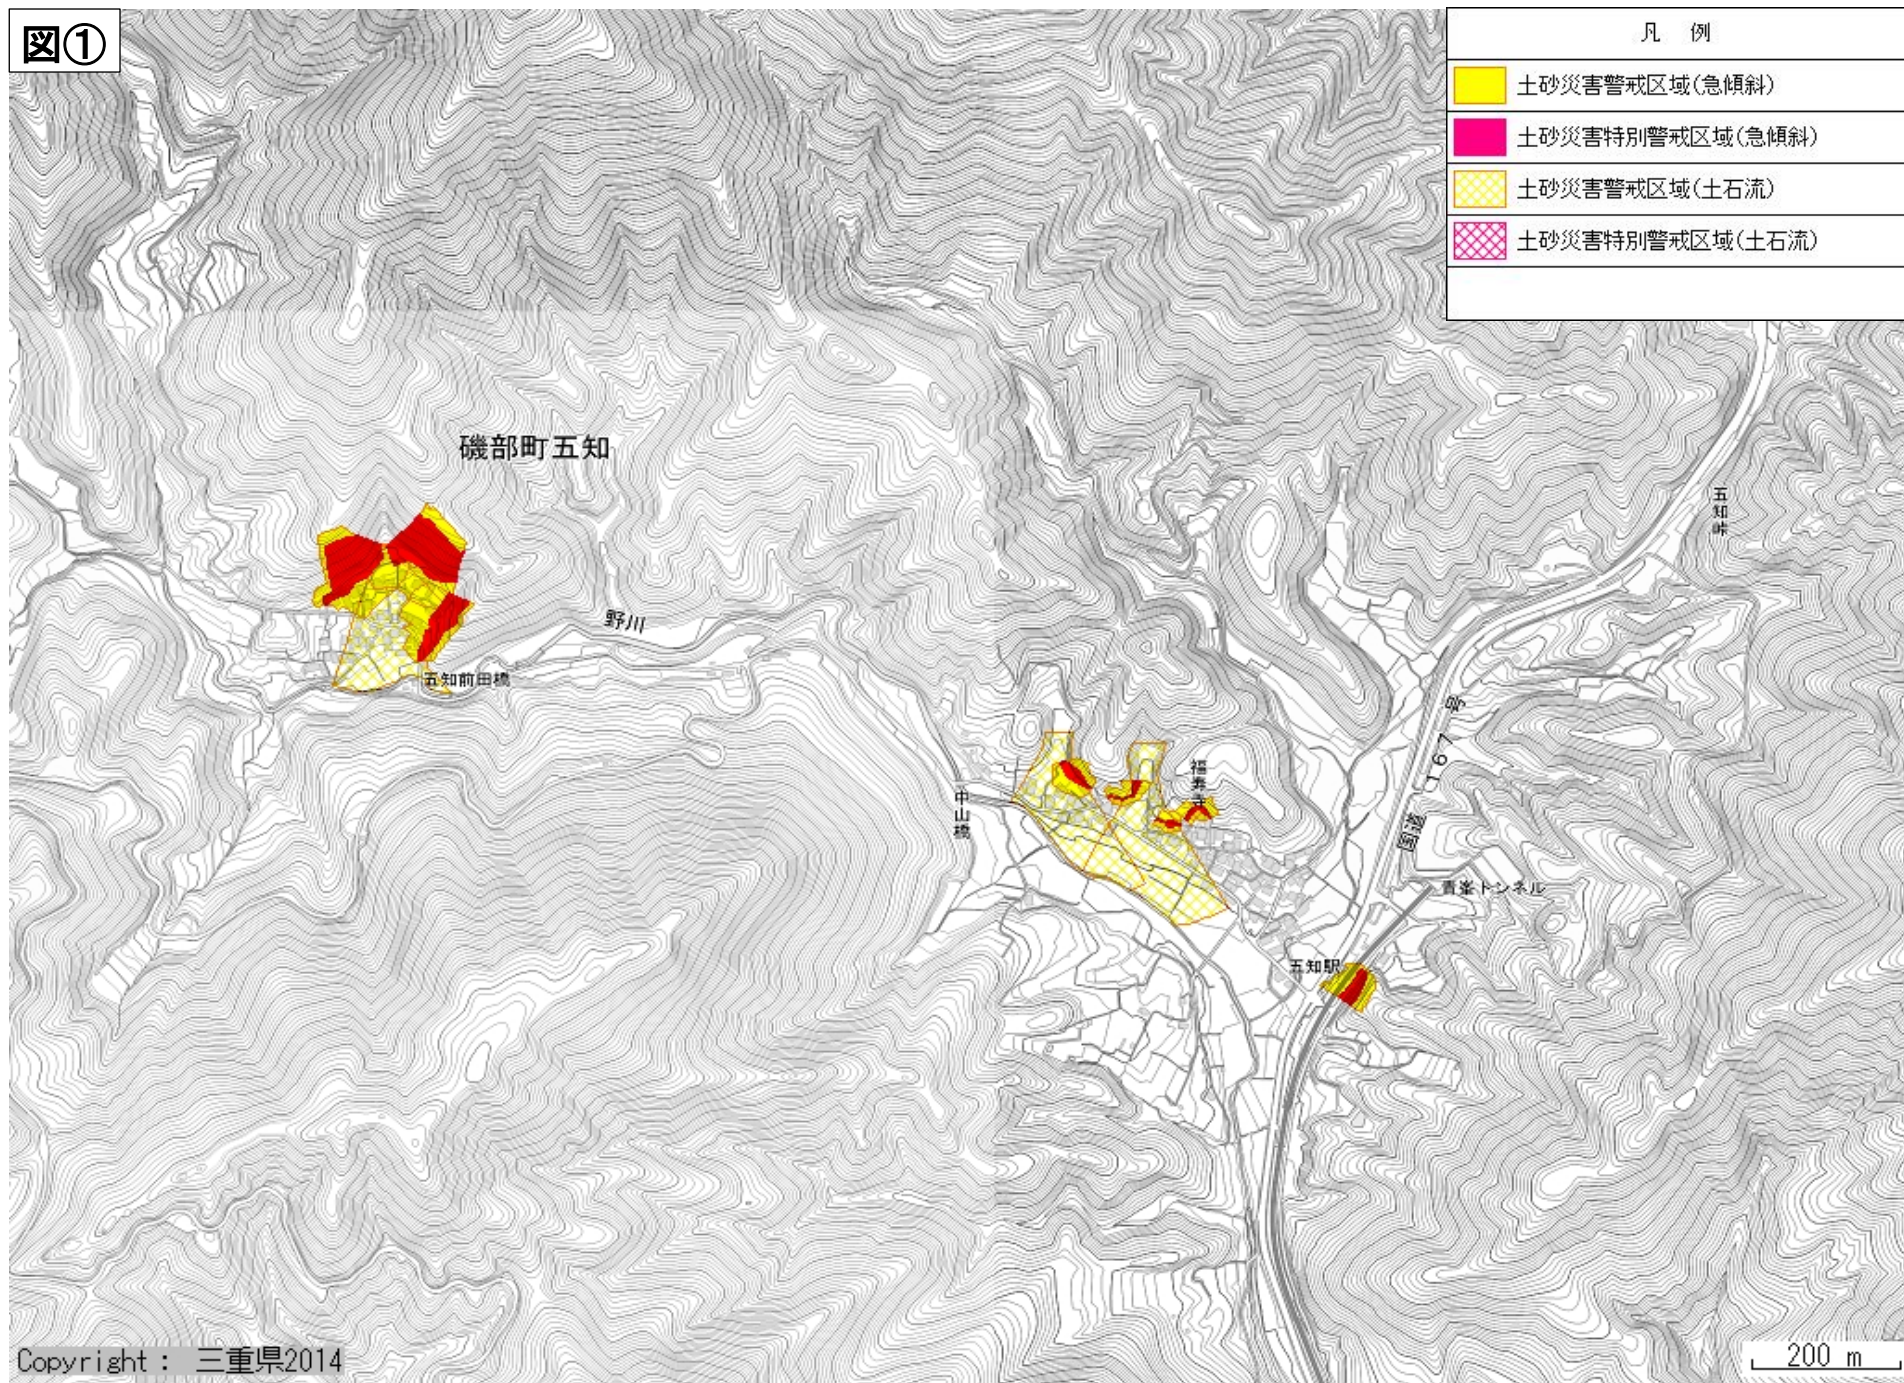 図①
凡 例
土砂災害警戒区域(急傾斜)
土砂災害特別警戒区域(急傾斜)
土砂災害警戒区域(土石流)
土砂災害特別警戒区域(土石流)
磯部町五知
五知峠
野川
五知前田橋
国道167号
福寿寺
中山橋
青峯トンネル
五知駅
Copyright : 三重県2014
200 m